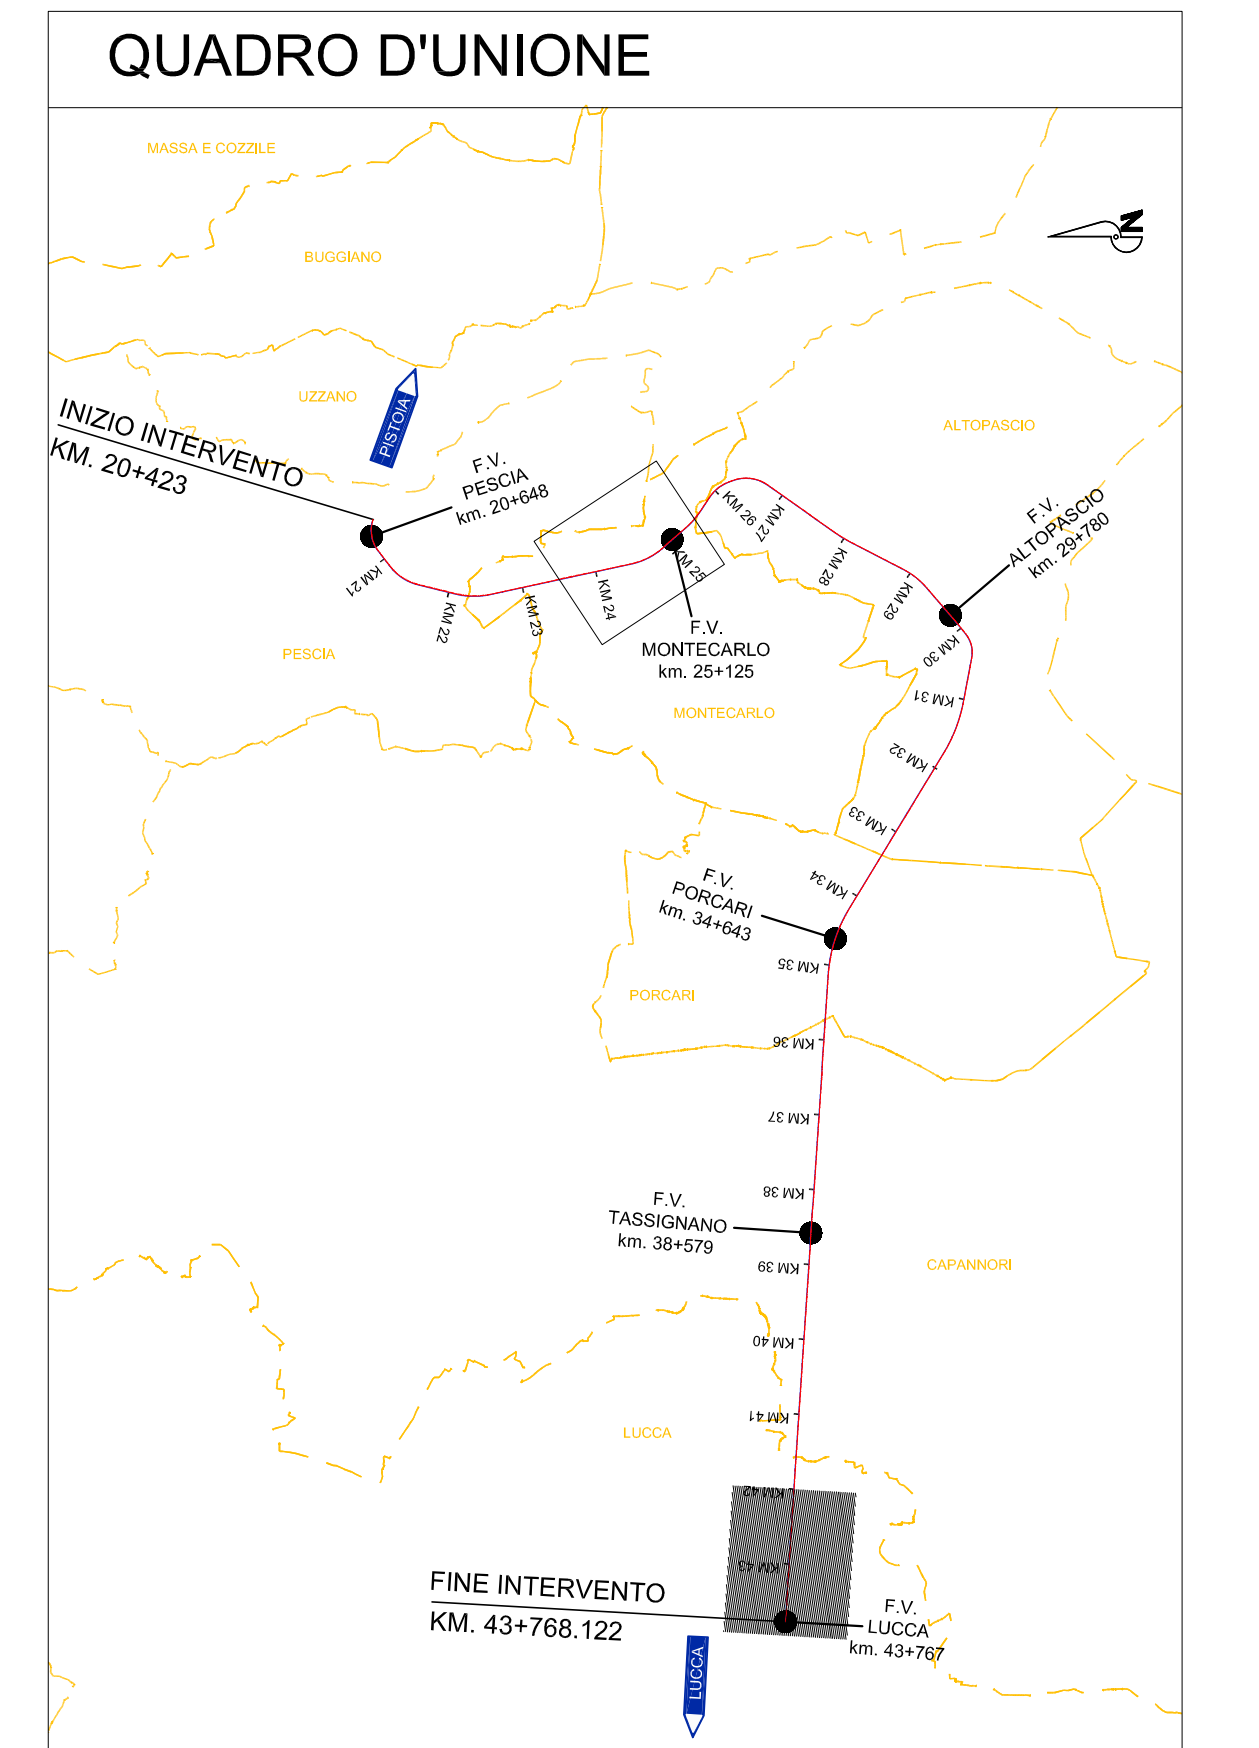 QUADRO D'UNIONE
MASSA E COZZILE
BUGGIANO
N
UZZANO
PISTOIA
ALTOPASCIO
INIZIO INTERVENTO
KM. 20+423
F.V.
PESCIA
km. 20+648
F.V.
ALTOPASCIO
km. 29+780
KM 21
KM 22
KM 23
KM 24
KM 25
KM 26
KM 27
KM 28
KM 29
KM 30
F.V.
MONTECARLO
km. 25+125
PESCIA
MONTECARLO
KM 31
KM 32
KM 33
KM 34
F.V.
PORCARI
km. 34+643
KM 35
PORCARI
KM 36
KM 37
KM 38
F.V.
TASSIGNANO
km. 38+579
KM 39
CAPANNORI
KM 40
KM 41
LUCCA
KM 42
KM 43
FINE INTERVENTO
KM. 43+768.122
F.V.
LUCCA
km. 43+767
LUCCA